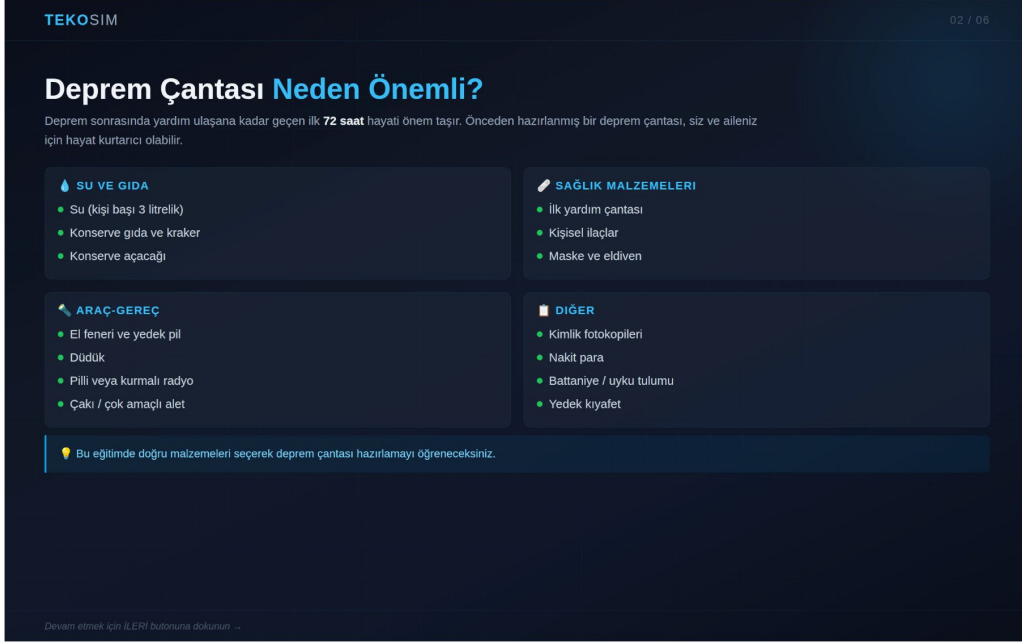 TEKOSIM
02 / 06
Deprem Çantası Neden Önemli?
Deprem sonrasında yardım ulaşana kadar geçen ilk 72 saat hayati önem taşır. Önceden hazırlanmış bir deprem çantası, siz ve aileniz
için hayat kurtarıcı olabilir.
💧 SU VE GIDA
Su (kişi başı 3 litrelik)
Konserve gıda ve kraker
Konserve açacağı
🩹 SAĞLIK MALZEMELERI
İlk yardım çantası
Kişisel ilaçlar
Maske ve eldiven
🔦 ARAÇ-GEREÇ
El feneri ve yedek pil
Düdük
Pilli veya kurmalı radyo
Çakı / çok amaçlı alet
📋 DIĞER
Kimlik fotokopileri
Nakit para
Battaniye / uyku tulumu
Yedek kıyafet
💡 Bu eğitimde doğru malzemeleri seçerek deprem çantası hazırlamayı öğreneceksiniz.
Devam etmek için İLERİ butonuna dokunun →